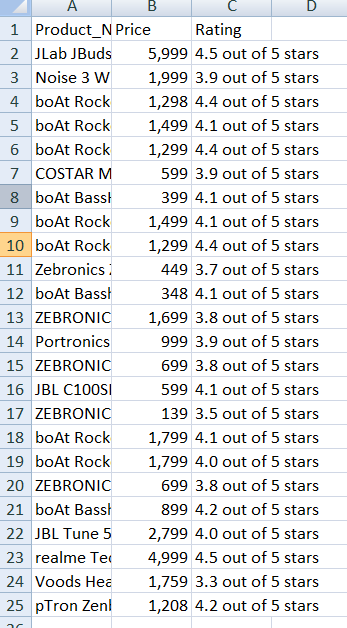 A B C D
1 Product_N Price Rating
2 JLab JBuds 5,999 4.5 out of 5 stars
3 Noise 3 W 1,999 3.9 out of 5 stars
4 boAt Rock 1,298 4.4 out of 5 stars
5 boAt Rock 1,499 4.1 out of 5 stars
6 boAt Rock 1,299 4.4 out of 5 stars
7 COSTAR M 599 3.9 out of 5 stars
8 boAt Bassh 399 4.1 out of 5 stars
9 boAt Rock 1,499 4.1 out of 5 stars
10 boAt Rock 1,299 4.4 out of 5 stars
11 Zebronics 449 3.7 out of 5 stars
12 boAt Bassh 348 4.1 out of 5 stars
13 ZEBRONIC 1,699 3.8 out of 5 stars
14 Portronics 999 3.9 out of 5 stars
15 ZEBRONIC 699 3.8 out of 5 stars
16 JBL C100SI 599 4.1 out of 5 stars
17 ZEBRONIC 139 3.5 out of 5 stars
18 boAt Rock 1,799 4.1 out of 5 stars
19 boAt Rock 1,799 4.0 out of 5 stars
20 ZEBRONIC 699 3.8 out of 5 stars
21 boAt Bassh 899 4.2 out of 5 stars
22 JBL Tune 5 2,799 4.0 out of 5 stars
23 realme Tec 4,999 4.5 out of 5 stars
24 Voods Hea 1,759 3.3 out of 5 stars
25 pTron Zenl 1,208 4.2 out of 5 stars